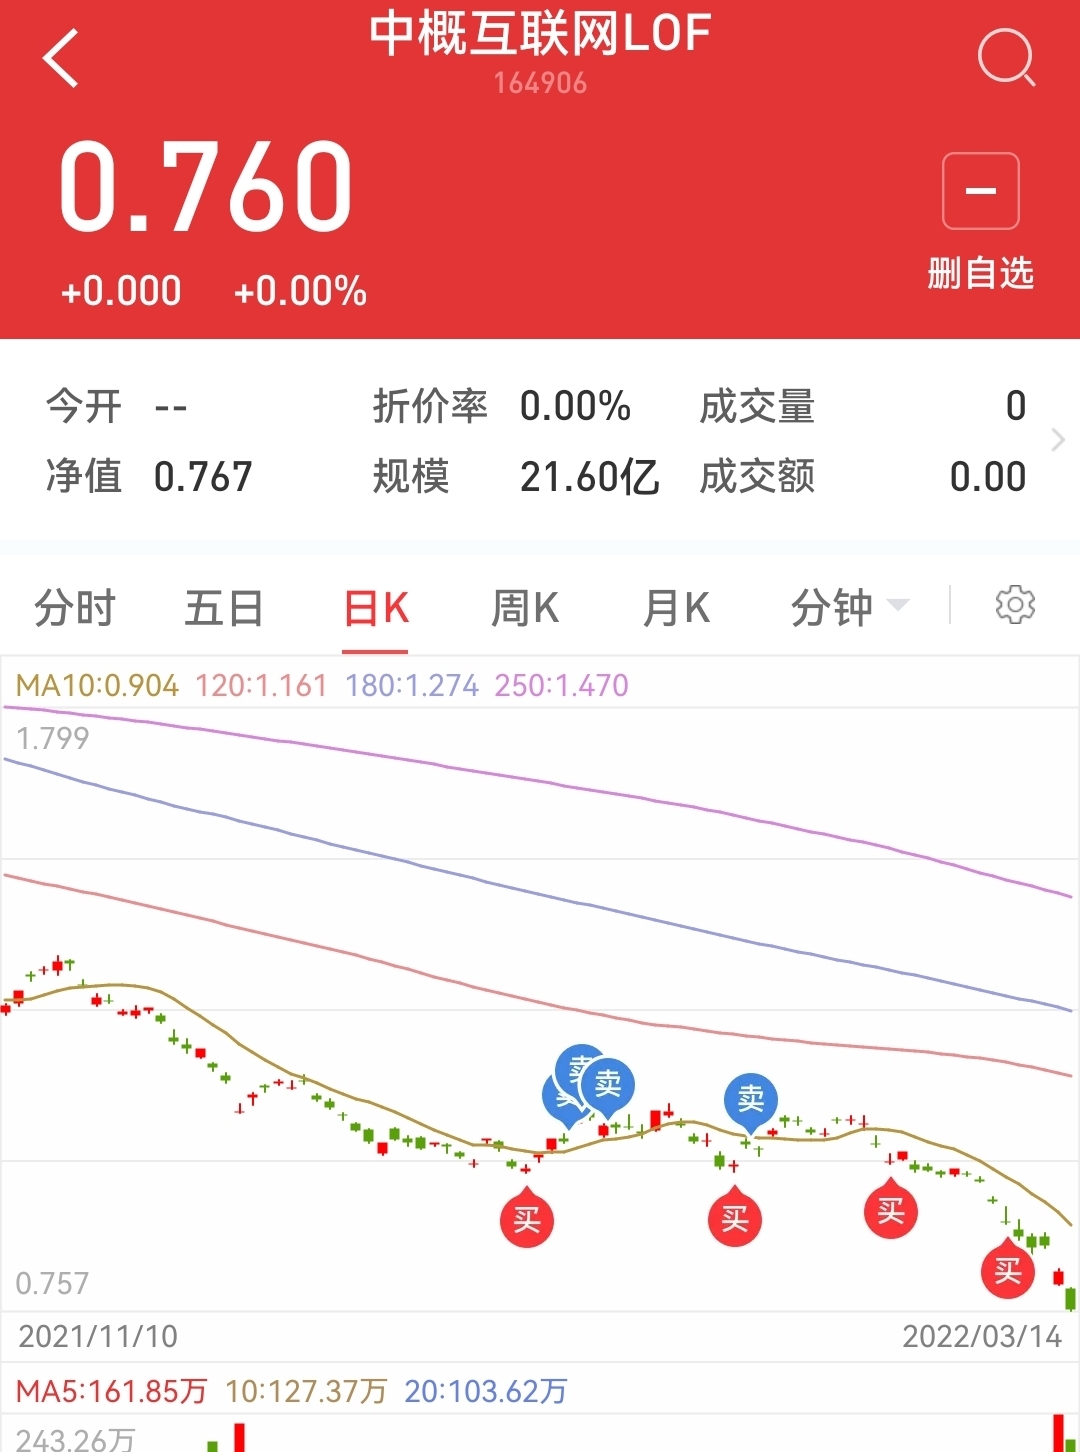 中概互联网LOF
164906
0.760
+0.000 +0.00%
删自选
今开 -- 折价率 0.00% 成交量 0
净值 0.767 规模 21.60亿 成交额 0.00
分时 五日 日K 周K 月K 分钟
MA10:0.904 120:1.161 180:1.274 250:1.470
1.799
卖 卖 卖 卖
买 买 买 买
0.757
2021/11/10 2022/03/14
MA5:161.85万 10:127.37万 20:103.62万
243.26万